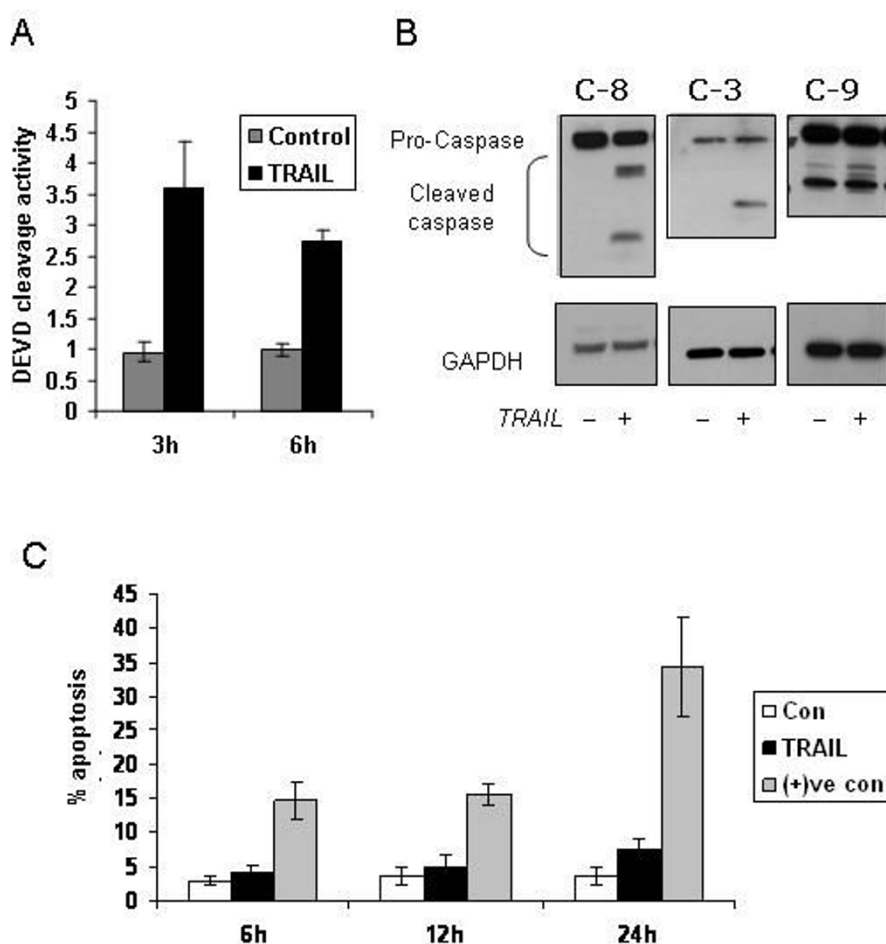 A
DEVD cleavage activity
5
4.5
4
3.5
3
2.5
2
1.5
1
0.5
0
Control
TRAIL
3h 6h
B
C-8 C-3 C-9
Pro-Caspase
Cleaved
caspase
GAPDH
TRAIL – + – + – +
C
% apoptosis
45
40
35
30
25
20
15
10
5
0
Con
TRAIL
(+)ve con
6h 12h 24h